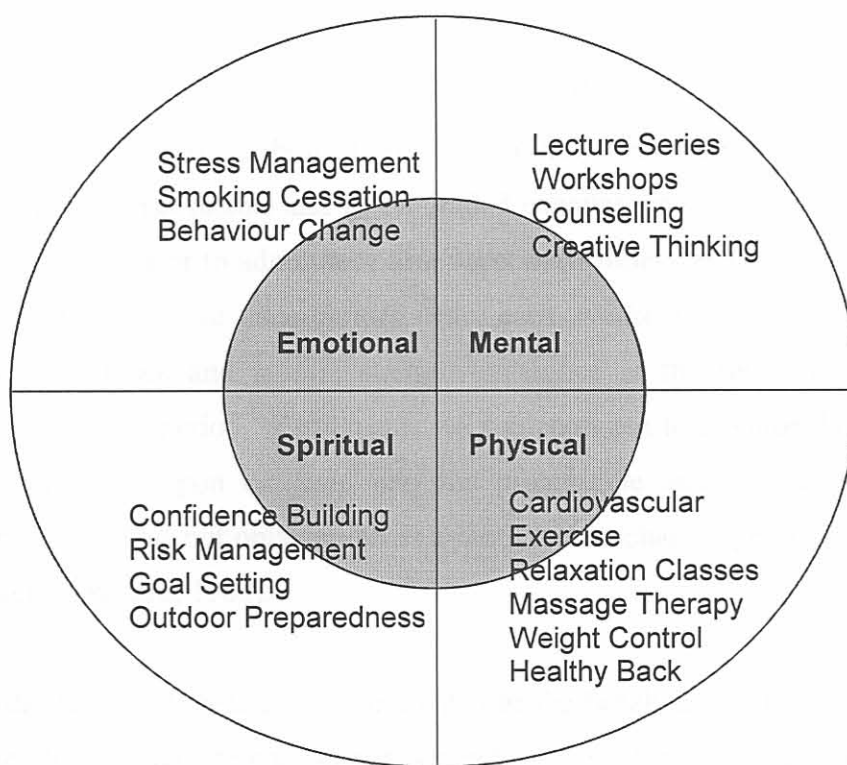 Stress Management
Smoking Cessation
Behaviour Change
Lecture Series
Workshops
Counselling
Creative Thinking
Emotional
Mental
Spiritual
Physical
Confidence Building
Risk Management
Goal Setting
Outdoor Preparedness
Cardiovascular
Exercise
Relaxation Classes
Massage Therapy
Weight Control
Healthy Back